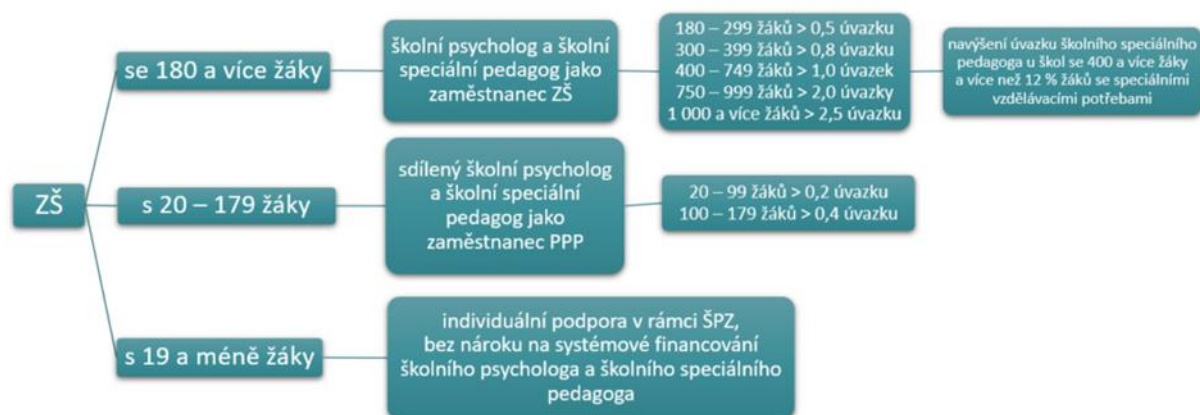 ZŠ
se 180 a více žáky
školní psycholog a školní
speciální pedagog jako
zaměstnanec ZŠ
180 – 299 žáků > 0,5 úvazku
300 – 399 žáků > 0,8 úvazku
400 – 749 žáků > 1,0 úvazek
750 – 999 žáků > 2,0 úvazky
1 000 a více žáků > 2,5 úvazku
navýšení úvazku školního speciálního
pedagoga u škol se 400 a více žáky
a více než 12 % žáků se speciálními
vzdělávacími potřebami
s 20 – 179 žáky
sdílený školní psycholog
a školní speciální
pedagog jako
zaměstnanec PPP
20 – 99 žáků > 0,2 úvazku
100 – 179 žáků > 0,4 úvazku
s 19 a méně žáky
individuální podpora v rámci ŠPZ,
bez nároku na systémové financování
školního psychologa a školního speciálního
pedagoga